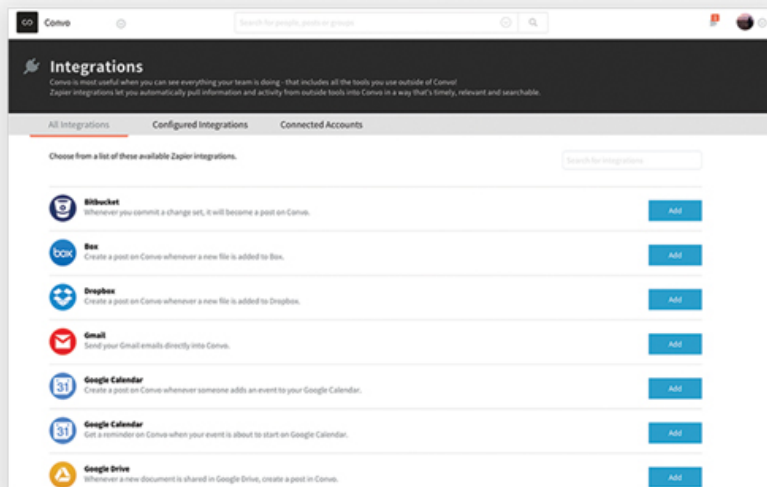 CO Convo
Search for people, posts or groups
1
Integrations
Convo is most useful when you can see everything your team is doing - that includes all the tools you use outside of Convo!
Zapier integrations let you automatically pull information and activity from outside tools into Convo in a way that's timely, relevant and searchable.
All Integrations Configured Integrations Connected Accounts
Choose from a list of these available Zapier integrations.
Search for Integrations
Bitbucket
Whenever you commit a change set, it will become a post on Convo.
Add
box
Box
Create a post on Convo whenever a new file is added to Box.
Add
Dropbox
Create a post on Convo whenever a new file is added to Dropbox.
Add
Gmail
Send your Gmail emails directly into Convo.
Add
31
Google Calendar
Create a post on Convo whenever someone adds an event to your Google Calendar.
Add
31
Google Calendar
Get a reminder on Convo when your event is about to start on Google Calendar.
Add
Google Drive
Whenever a new document is shared in Google Drive, create a post in Convo.
Add